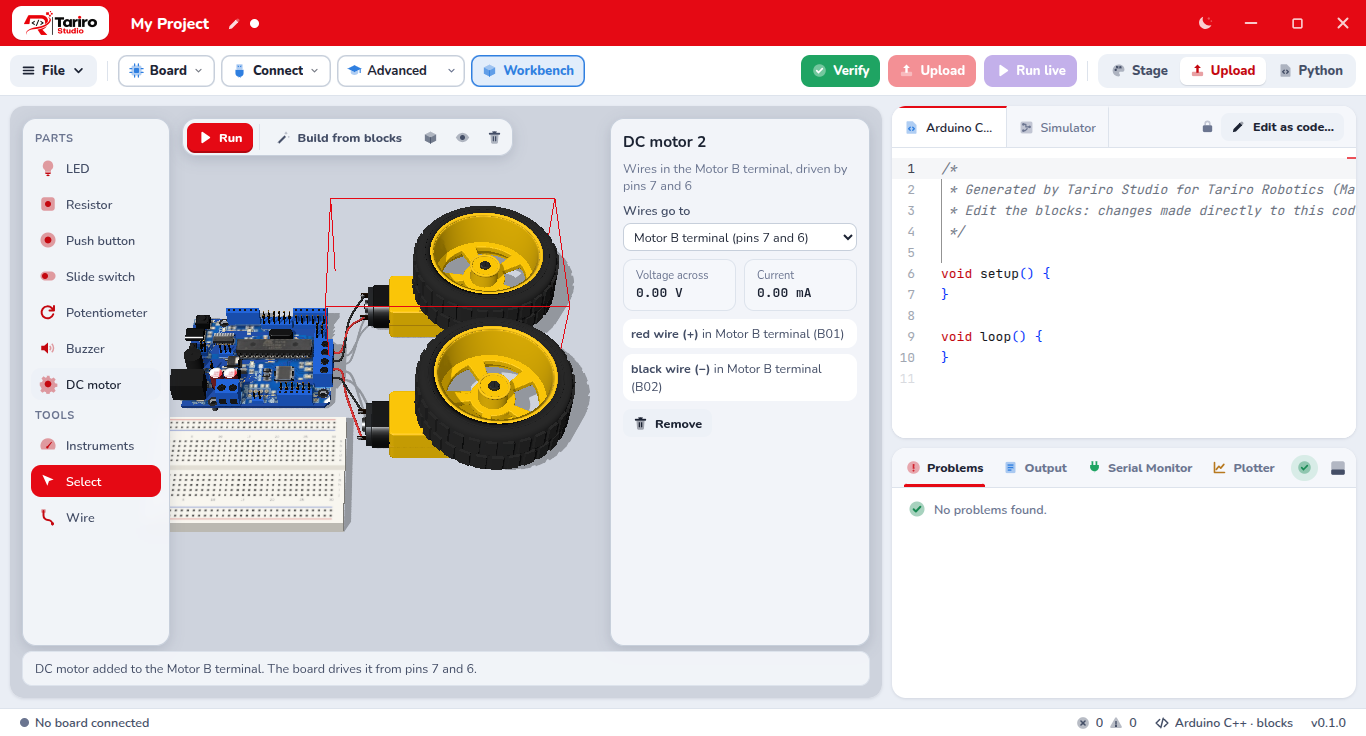 Tariro
Studio
My Project
File
Board
Connect
Advanced
Workbench
Verify
Upload
Run live
Stage
Upload
Python
PARTS
LED
Resistor
Push button
Slide switch
Potentiometer
Buzzer
DC motor
TOOLS
Instruments
Select
Wire
Run
Build from blocks
DC motor 2
Wires in the Motor B terminal, driven by
pins 7 and 6
Wires go to
Motor B terminal (pins 7 and 6)
Voltage across
0.00 V
Current
0.00 mA
red wire (+) in Motor B terminal (B01)
black wire (−) in Motor B terminal
(B02)
Remove
DC motor added to the Motor B terminal. The board drives it from pins 7 and 6.
Arduino C...
Simulator
Edit as code...
1 /*
2 * Generated by Tariro Studio for Tariro Robotics (Ma
3 * Edit the blocks: changes made directly to this cod
4 */
5
6 void setup() {
7 }
8
9 void loop() {
10 }
11
Problems
Output
Serial Monitor
Plotter
No problems found.
No board connected
0
0
Arduino C++ · blocks
v0.1.0